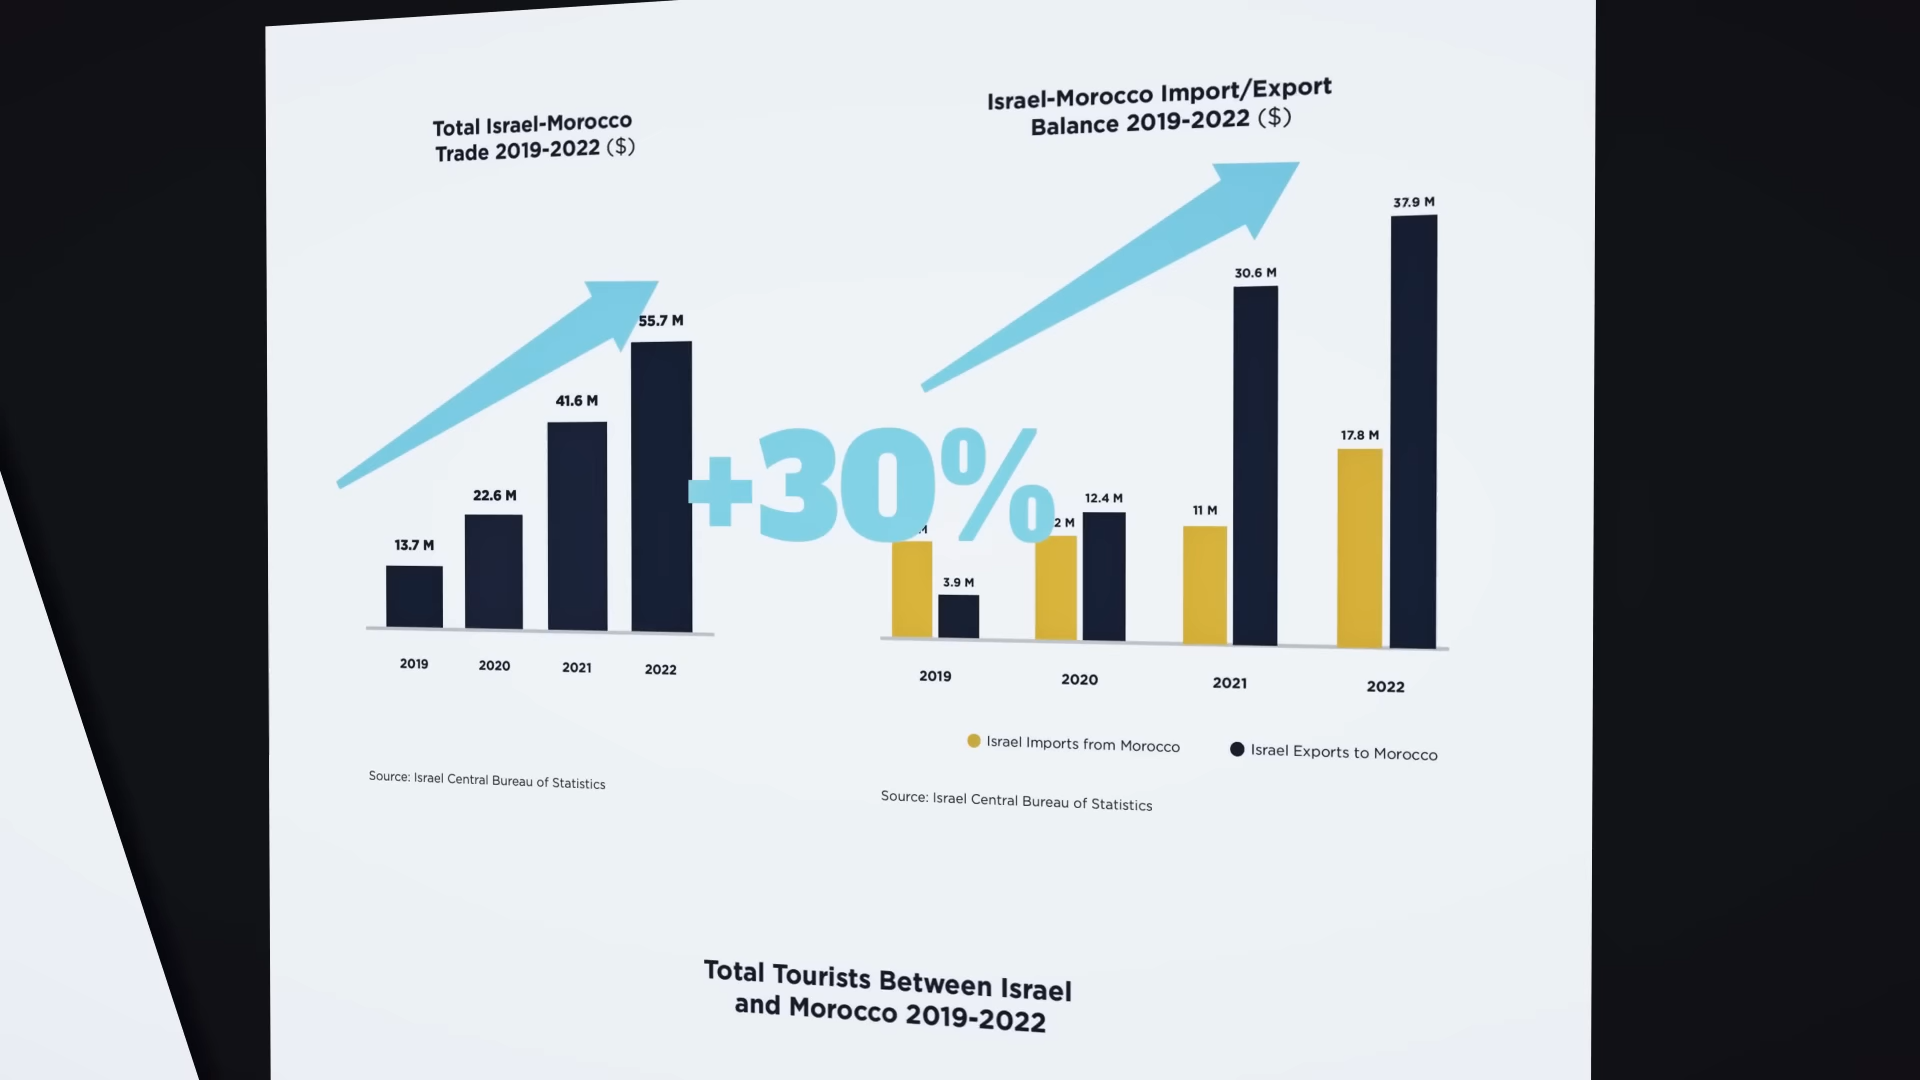 Total Israel-Morocco
Trade 2019-2022 ($)
55.7 M
41.6 M
22.6 M
13.7 M
2019 2020 2021 2022
Source: Israel Central Bureau of Statistics
+30%
Israel-Morocco Import/Export
Balance 2019-2022 ($)
37.9 M
30.6 M
17.8 M
12.4 M
11 M
3.9 M
2019 2020 2021 2022
Israel Imports from Morocco Israel Exports to Morocco
Source: Israel Central Bureau of Statistics
Total Tourists Between Israel
and Morocco 2019-2022